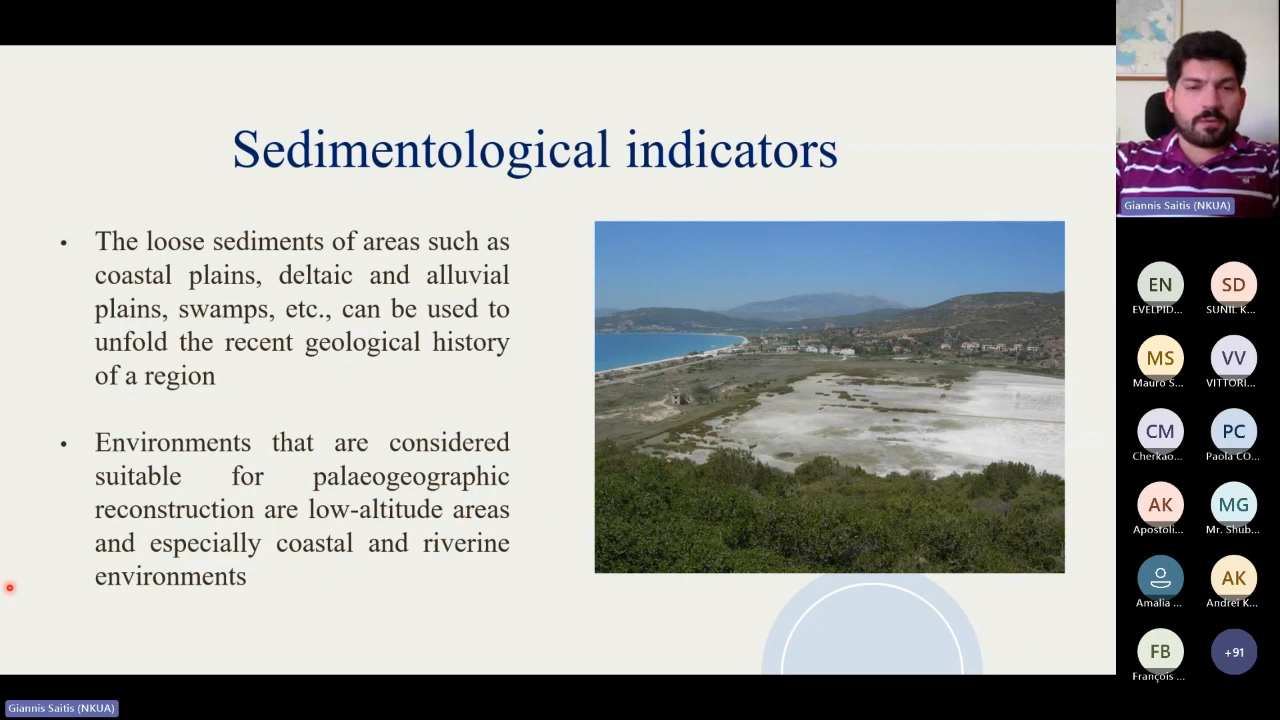 Sedimentological indicators
• The loose sediments of areas such as
coastal plains, deltaic and alluvial
plains, swamps, etc., can be used to
unfold the recent geological history
of a region
• Environments that are considered
suitable for palaeogeographic
reconstruction are low-altitude areas
and especially coastal and riverine
environments
Giannis Saitis (NKUA)
EN SD
EVELPID... SUNIL K...
MS VV
Mauro S... VITTORI...
CM PC
Cherkao... Paola CO...
AK MG
Apostoli... Mr. Shub...
AK
Amalia ... Andrei K...
FB +91
François ...
Giannis Saitis (NKUA)